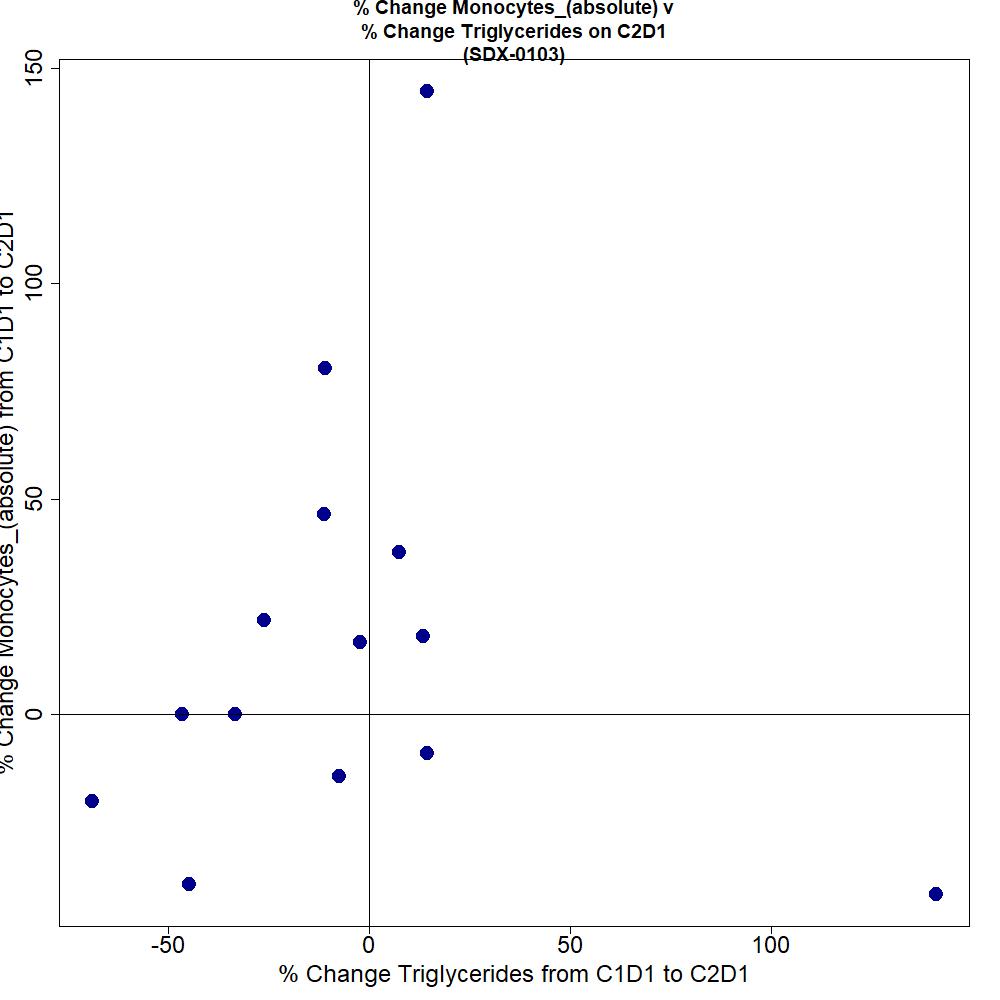 % Change Monocytes_(absolute) v
% Change Triglycerides on C2D1
(SDX-0103)
% Change Monocytes_(absolute) from C1D1 to C2D1
150
100
50
0
-50
0
50
100
% Change Triglycerides from C1D1 to C2D1